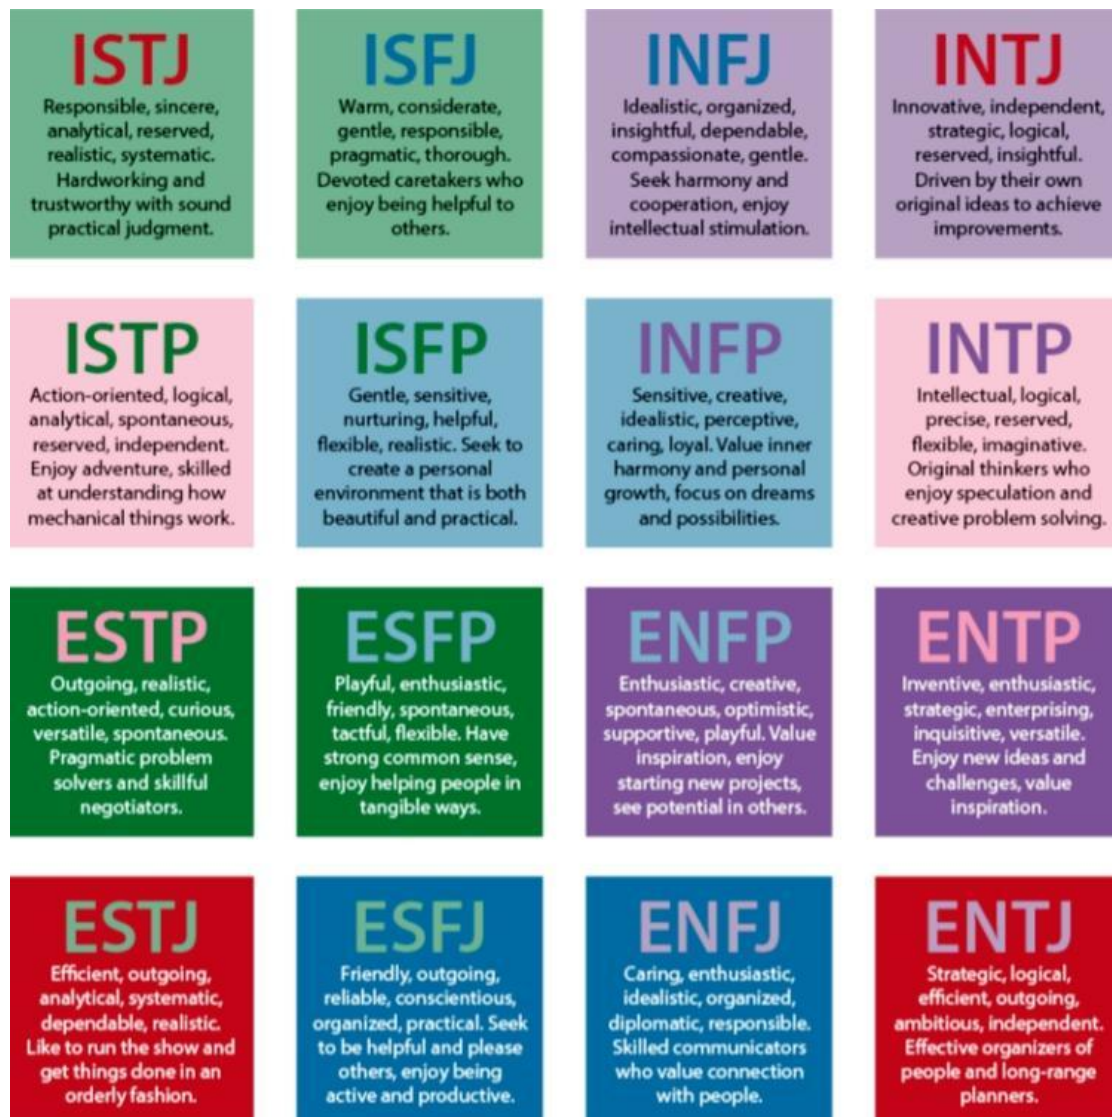 ISTJ
Responsible, sincere,
analytical, reserved,
realistic, systematic.
Hardworking and
trustworthy with sound
practical judgment.
ISFJ
Warm, considerate,
gentle, responsible,
pragmatic, thorough.
Devoted caretakers who
enjoy being helpful to
others.
INFJ
Idealistic, organized,
insightful, dependable,
compassionate, gentle.
Seek harmony and
cooperation, enjoy
intellectual stimulation.
INTJ
Innovative, independent,
strategic, logical,
reserved, insightful.
Driven by their own
original ideas to achieve
improvements.
ISTP
Action-oriented, logical,
analytical, spontaneous,
reserved, independent.
Enjoy adventure, skilled
at understanding how
mechanical things work.
ISFP
Gentle, sensitive,
nurturing, helpful,
flexible, realistic. Seek to
create a personal
environment that is both
beautiful and practical.
INFP
Sensitive, creative,
idealistic, perceptive,
caring, loyal. Value inner
harmony and personal
growth, focus on dreams
and possibilities.
INTP
Intellectual, logical,
precise, reserved,
flexible, imaginative.
Original thinkers who
enjoy speculation and
creative problem solving.
ESTP
Outgoing, realistic,
action-oriented, curious,
versatile, spontaneous.
Pragmatic problem
solvers and skillful
negotiators.
ESFP
Playful, enthusiastic,
friendly, spontaneous,
tactful, flexible. Have
strong common sense,
enjoy helping people in
tangible ways.
ENFP
Enthusiastic, creative,
spontaneous, optimistic,
supportive, playful. Value
inspiration, enjoy
starting new projects,
see potential in others.
ENTP
Inventive, enthusiastic,
strategic, enterprising,
inquisitive, versatile.
Enjoy new ideas and
challenges, value
inspiration.
ESTJ
Efficient, outgoing,
analytical, systematic,
dependable, realistic.
Like to run the show and
get things done in an
orderly fashion.
ESFJ
Friendly, outgoing,
reliable, conscientious,
organized, practical. Seek
to be helpful and please
others, enjoy being
active and productive.
ENFJ
Caring, enthusiastic,
idealistic, organized,
diplomatic, responsible.
Skilled communicators
who value connection
with people.
ENTJ
Strategic, logical,
efficient, outgoing,
ambitious, independent.
Effective organizers of
people and long-range
planners.